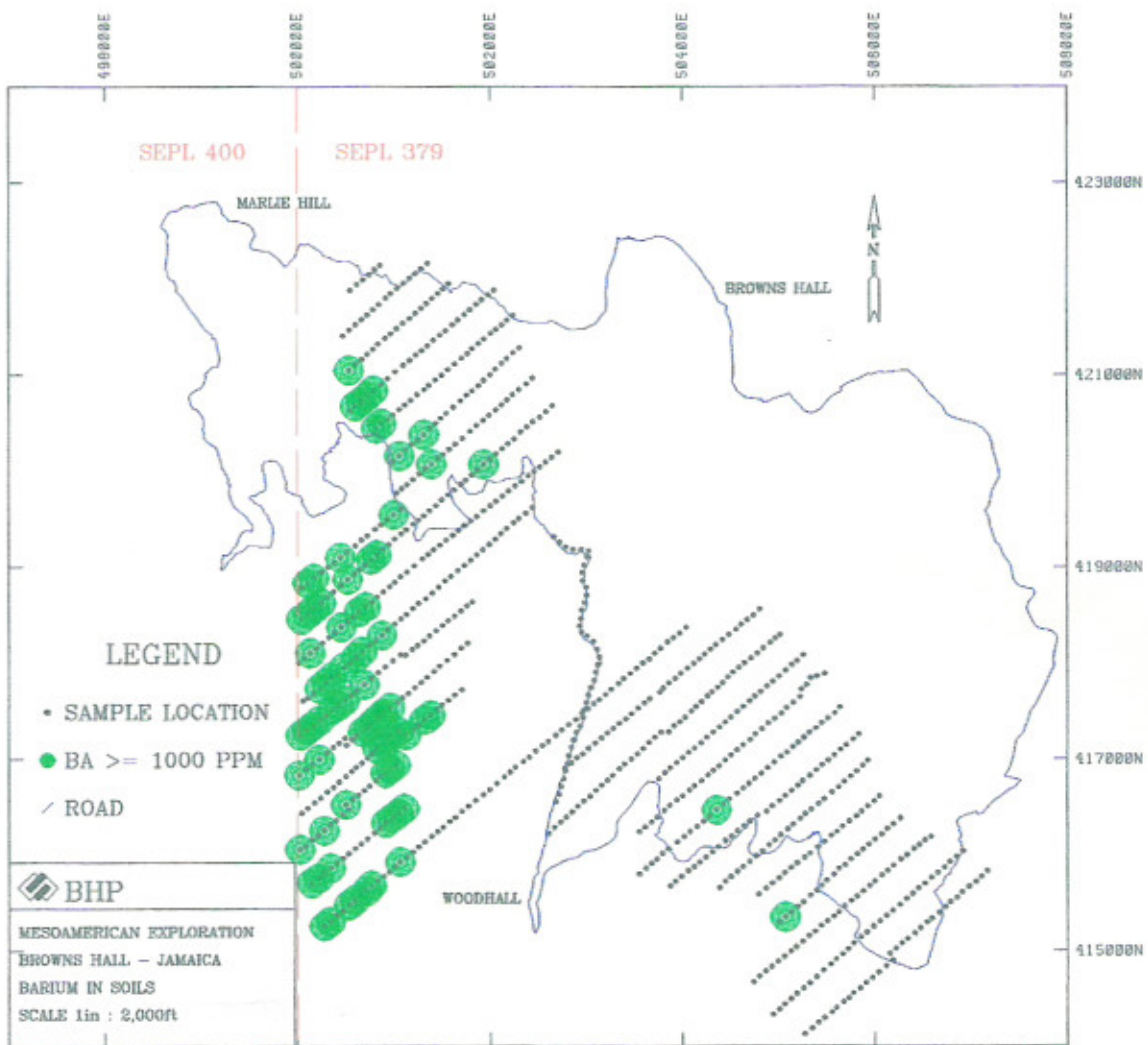 498000E 500000E 502000E 504000E 506000E 508000E
SEPL 400 SEPL 379
423000N
MARLIE HILL
N
BROWNS HALL
421000N
419000N
LEGEND
SAMPLE LOCATION
BA >= 1000 PPM
417000N
ROAD
BHP
WOODHALL
MESOAMERICAN EXPLORATION
415000N
BROWNS HALL - JAMAICA
BARIUM IN SOILS
SCALE 1in : 2,000ft